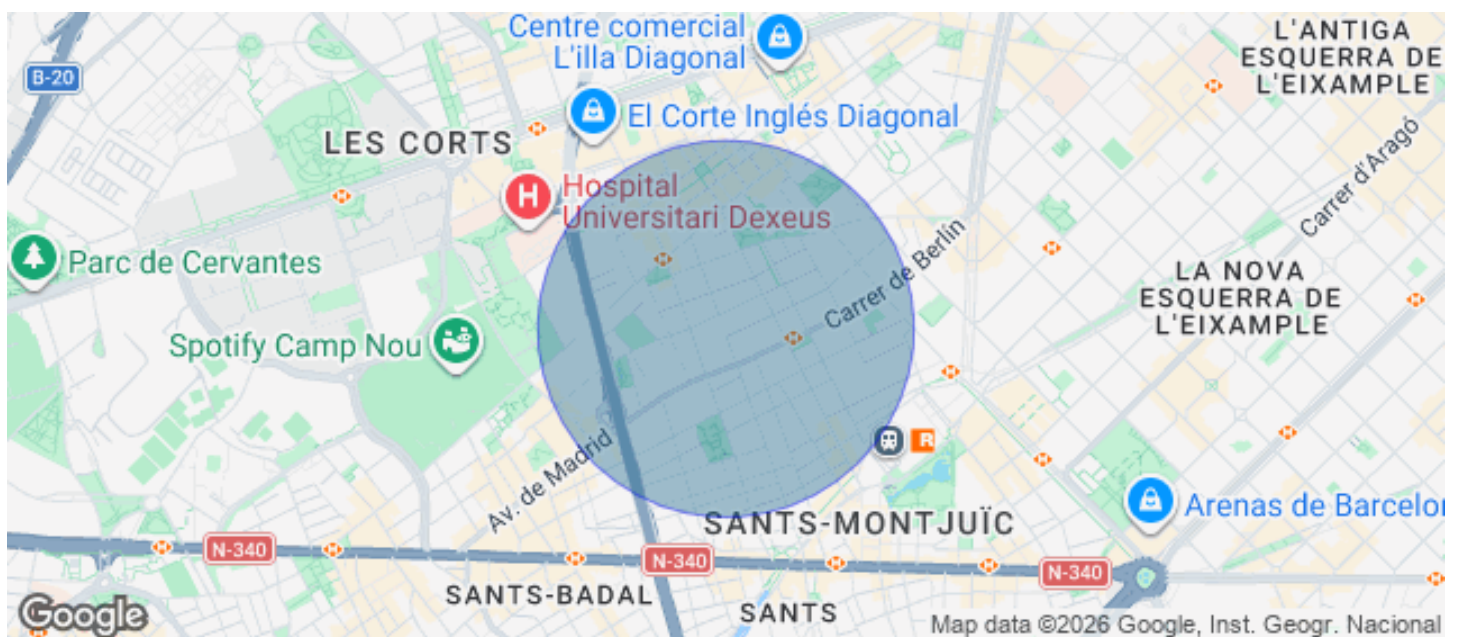 Centre comercial
L'illa Diagonal
L'ANTIGA
ESQUERRA DE
L'EIXAMPLE
B-20
El Corte Inglés Diagonal
LES CORTS
Carrer d'Aragó
H
Hospital
Universitari Dexeus
Parc de Cervantes
Carrer de Berlín
LA NOVA
ESQUERRA DE
L'EIXAMPLE
Spotify Camp Nou
Av. de Madrid
R
Arenas de Barcelo
SANTS-MONTJUÏC
N-340
N-340
N-340
SANTS-BADAL
SANTS
Google
Map data ©2026 Google, Inst. Geogr. Nacional